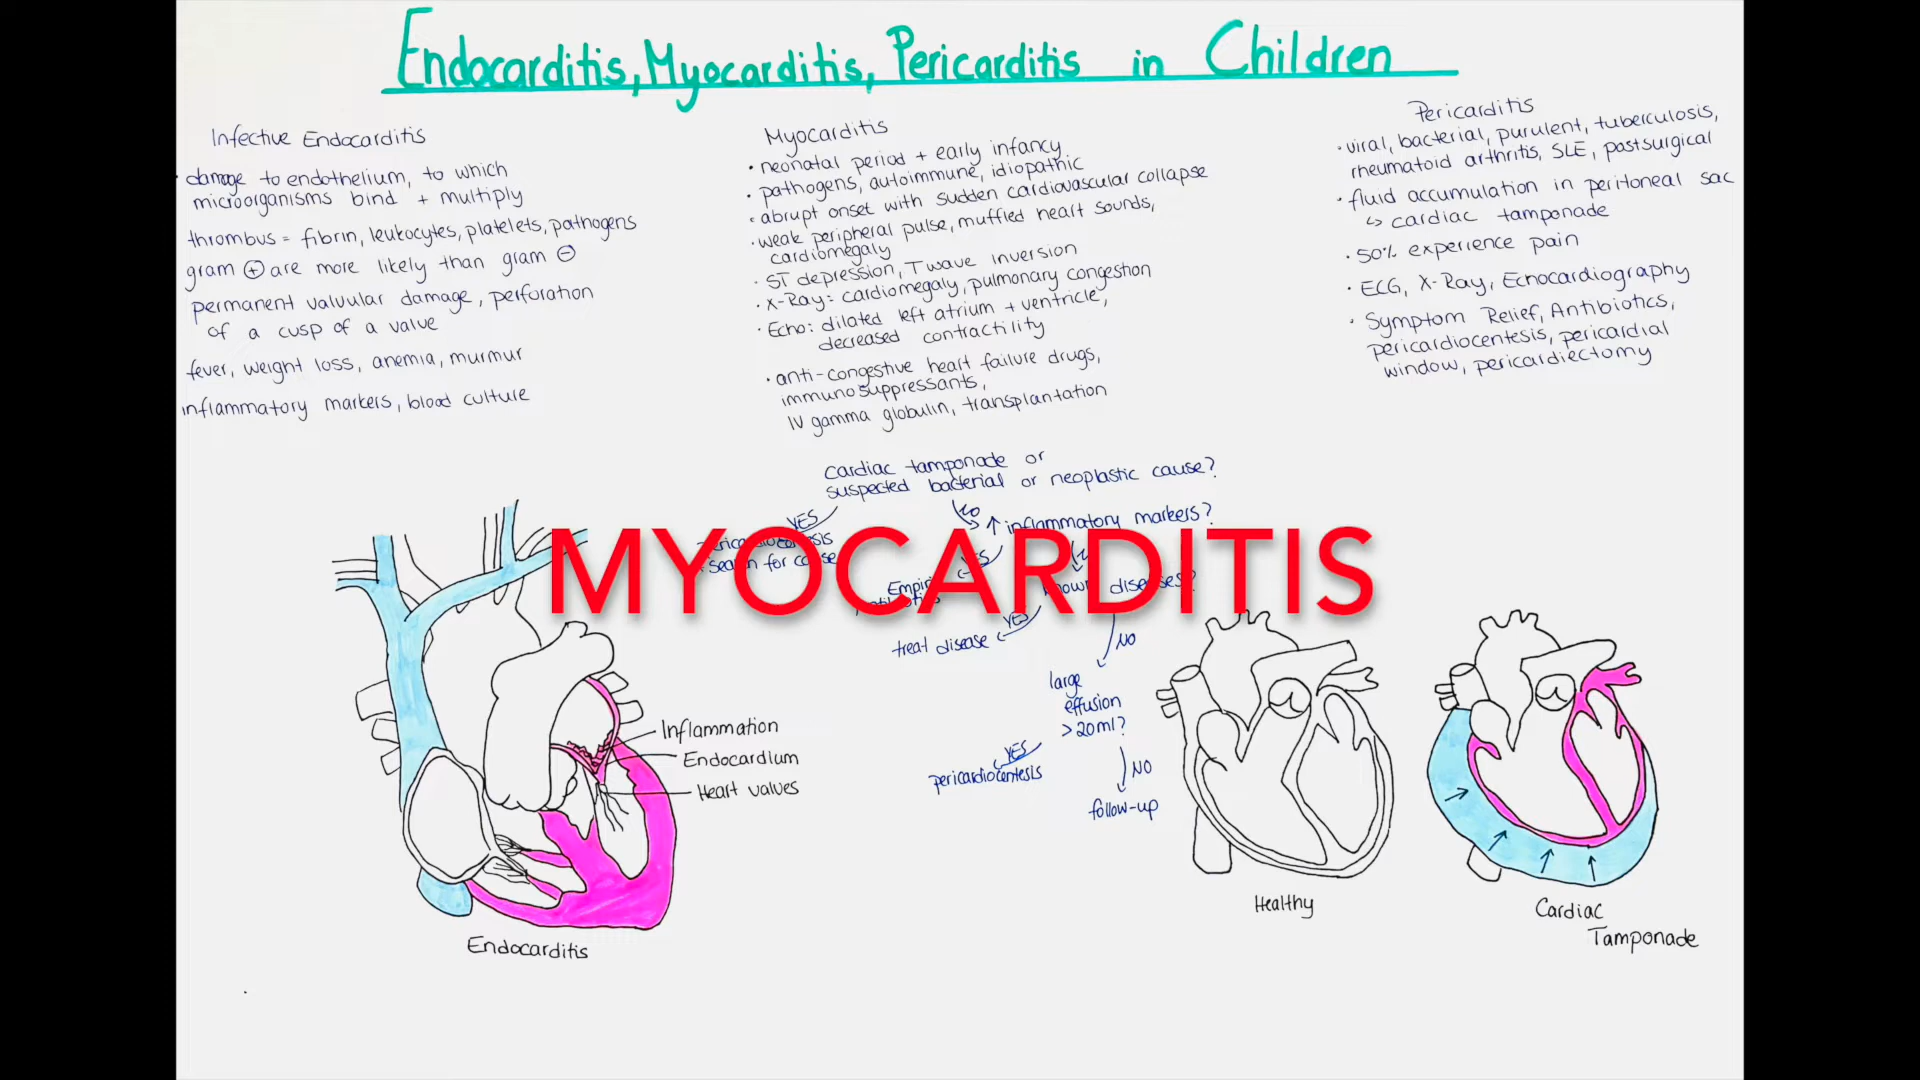 Endocarditis, Myocarditis, Pericarditis in Children
Infective Endocarditis
· damage to endothelium, to which
microorganisms bind + multiply
thrombus = fibrin, leukocytes, platelets, pathogens
gram ⊕ are more likely than gram ⊖
permanent valvular damage, perforation
of a cusp of a valve
fever, weight loss, anemia, murmur
inflammatory markers, blood culture
Myocarditis
· neonatal period + early infancy
· pathogens, autoimmune, idiopathic
· abrupt onset with sudden cardiovascular collapse
· weak peripheral pulse, muffled heart sounds,
cardiomegaly
· ST depression, T wave inversion
· X-Ray: cardiomegaly, pulmonary congestion
· Echo: dilated left atrium + ventricle,
decreased contractility
· anti-congestive heart failure drugs,
immunosuppressants,
IV gamma globulin, transplantation
Pericarditis
· viral, bacterial, purulent, tuberculosis,
rheumatoid arthritis, SLE, postsurgical
· fluid accumulation in peritoneal sac
↳ cardiac tamponade
· 50% experience pain
· ECG, X-Ray, Echocardiography
· Symptom Relief, Antibiotics,
pericardiocentesis, pericardial
window, pericardiectomy
cardiac tamponade or
suspected bacterial or neoplastic cause?
YES
NO
↑ inflammatory markers?
search for
MYOCARDITIS
YES
diseases?
YES
treat disease
NO
large
effusion
>20ml?
YES
pericardiocentesis
NO
follow-up
Inflammation
Endocardium
Heart valves
Endocarditis
Healthy
Cardiac
Tamponade